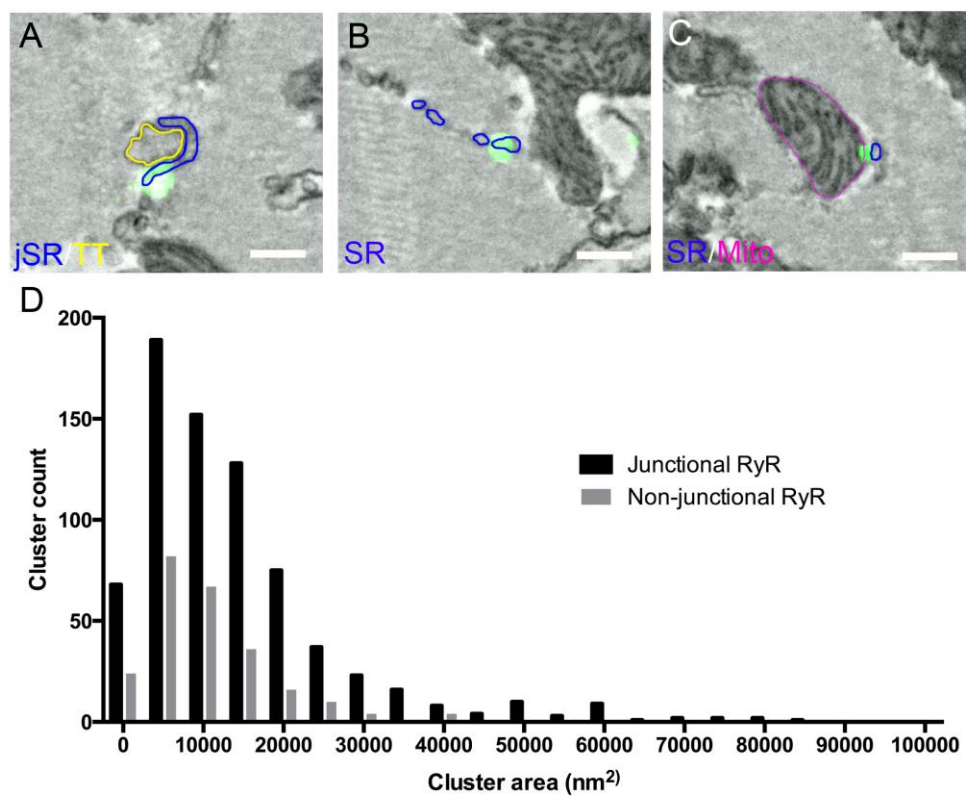 A
B
C
jSR/TT
SR
SR/Mito
D
200
150
100
50
0
Cluster count
Junctional RyR
Non-junctional RyR
0 10000 20000 30000 40000 50000 60000 70000 80000 90000 100000
Cluster area (nm²)